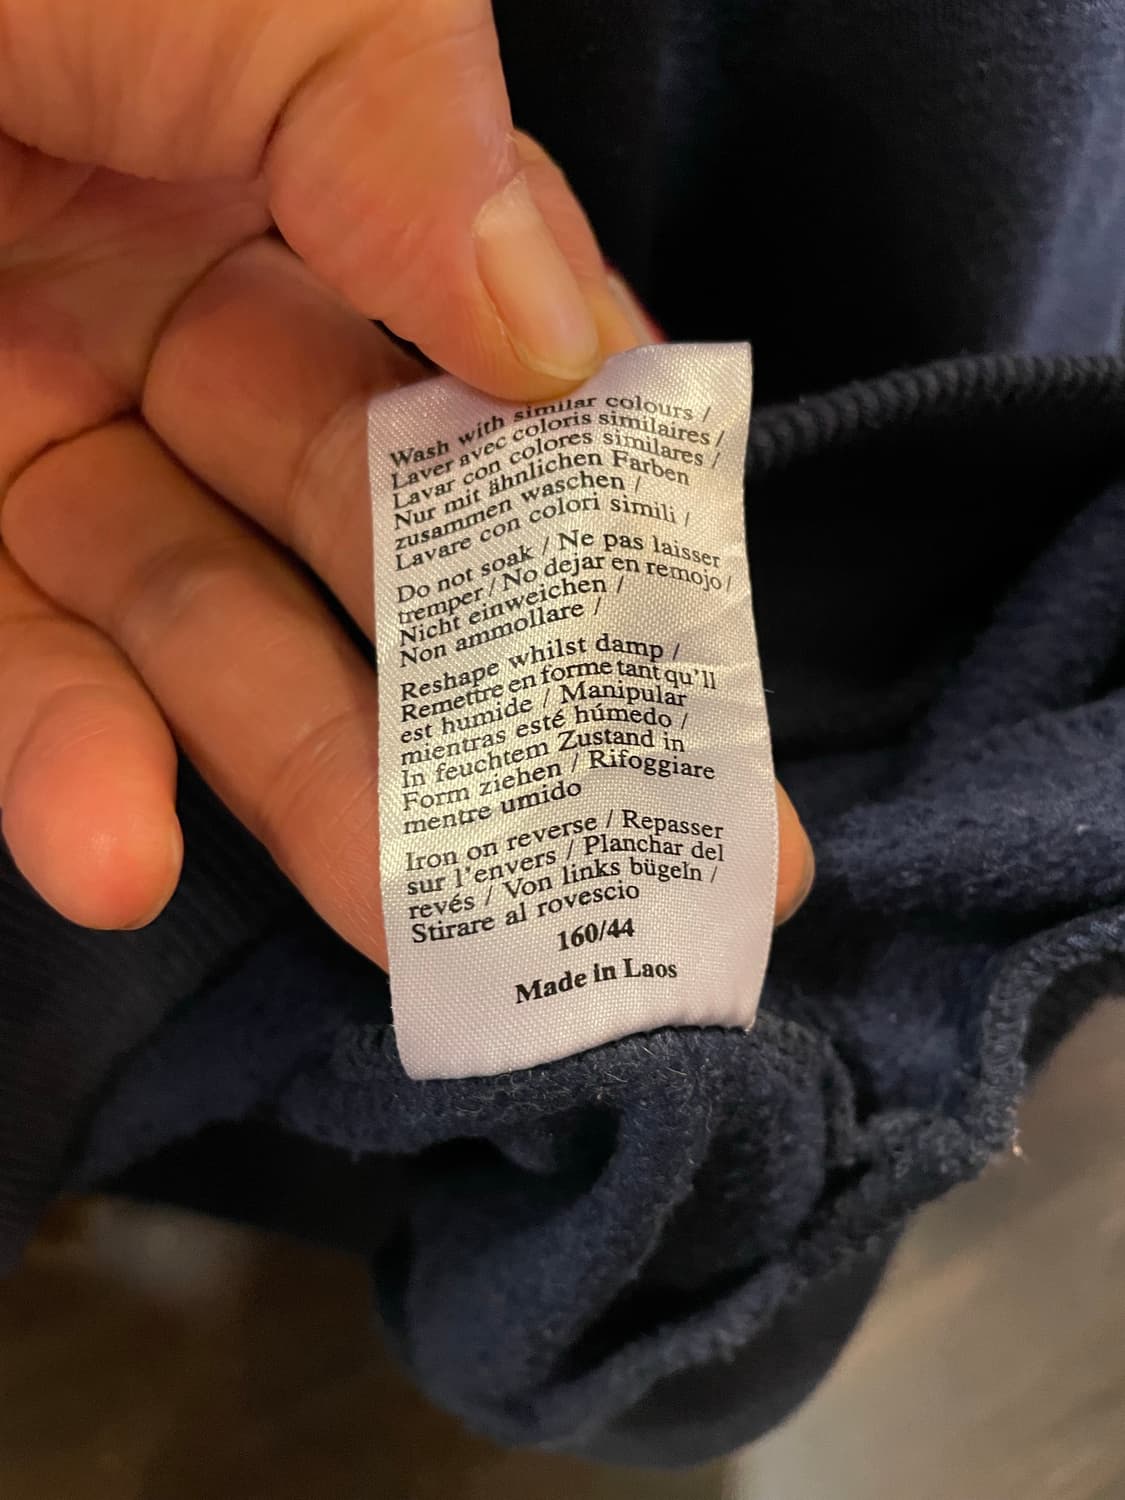 Wash with similar colours /
Laver avec coloris similaires /
Lavar con colores similares /
Nur mit ähnlichen Farben
zusammen waschen /
Lavare con colori simili /
Do not soak / Ne pas laisser
tremper / No dejar en remojo /
Nicht einweichen /
Non ammollare /
Reshape whilst damp /
Remettre en forme tant qu'll
est humide / Manipular
mientras esté húmedo /
In feuchtem Zustand in
Form ziehen / Rifoggiare
mentre umido
Iron on reverse / Repasser
sur l'envers / Planchar del
revés / Von links bügeln /
Stirare al rovescio
160/44
Made in Laos